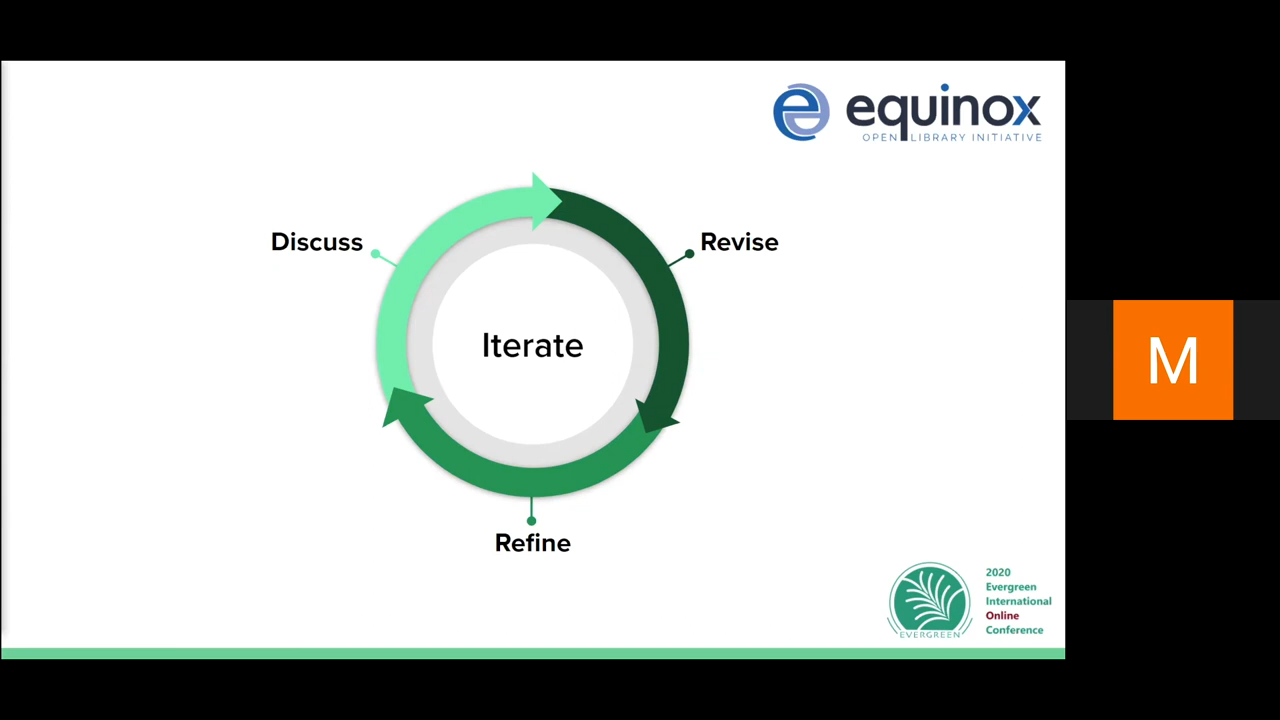 equinox
OPEN LIBRARY INITIATIVE
Discuss
Revise
Iterate
M
Refine
2020
Evergreen
International
Online
Conference
EVERGREEN